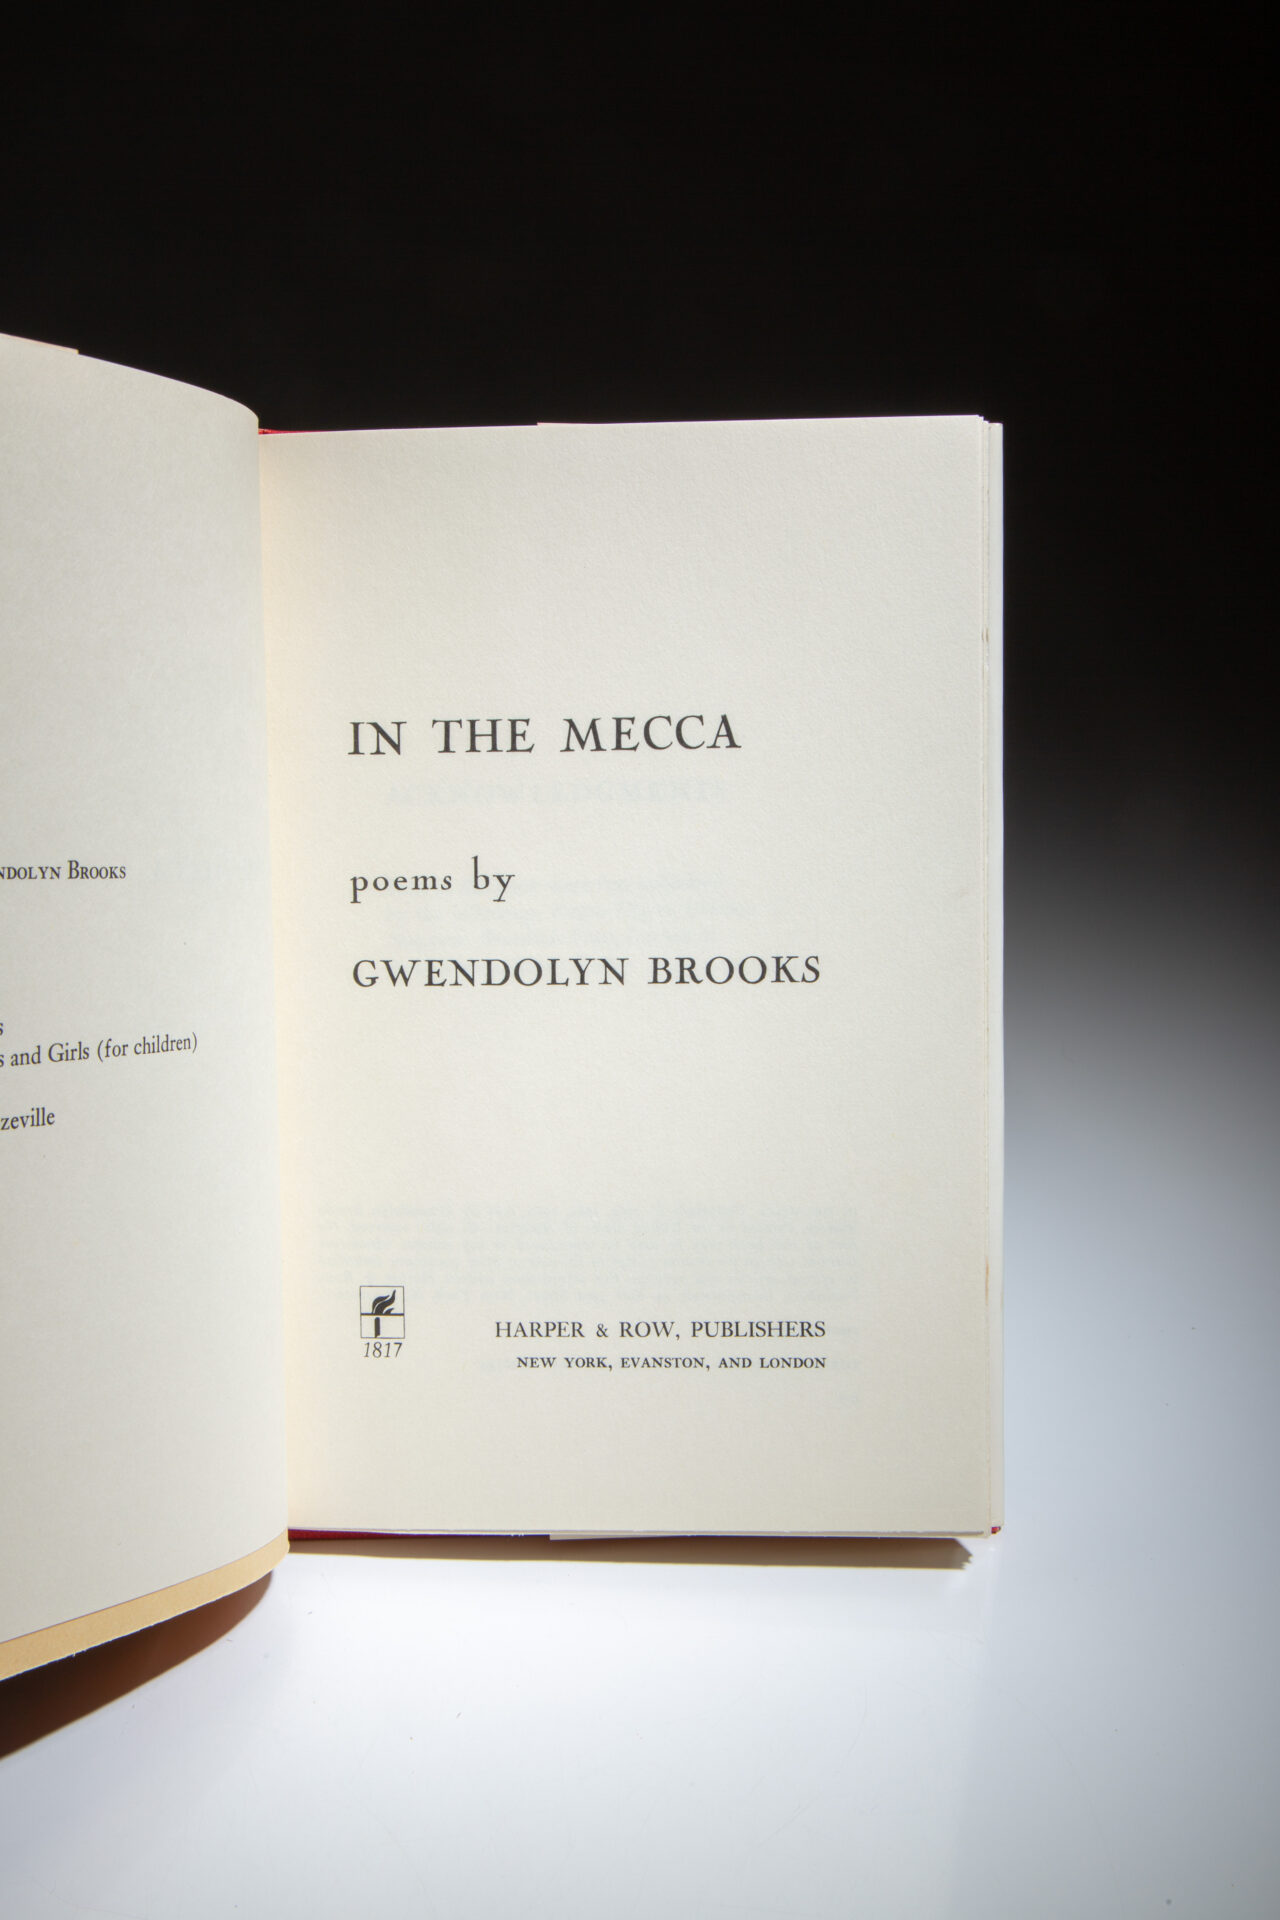 NDOLYN BROOKS
s
s and Girls (for children)
zeville
IN THE MECCA
poems by
GWENDOLYN BROOKS
1817
HARPER & ROW, PUBLISHERS
NEW YORK, EVANSTON, AND LONDON